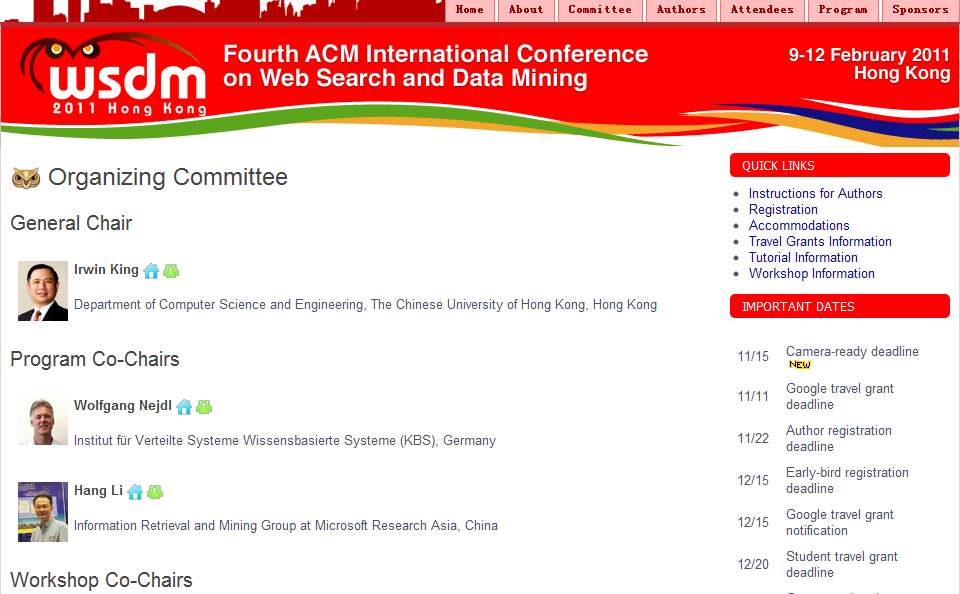 Home About Committee Authors Attendees Program Sponsors
wsdm
2011 Hong Kong
Fourth ACM International Conference
on Web Search and Data Mining
9-12 February 2011
Hong Kong
Organizing Committee
General Chair
Irwin King
Department of Computer Science and Engineering, The Chinese University of Hong Kong, Hong Kong
Program Co-Chairs
Wolfgang Nejdl
Institut für Verteilte Systeme Wissensbasierte Systeme (KBS), Germany
Hang Li
Information Retrieval and Mining Group at Microsoft Research Asia, China
Workshop Co-Chairs
QUICK LINKS
Instructions for Authors
Registration
Accommodations
Travel Grants Information
Tutorial Information
Workshop Information
IMPORTANT DATES
11/15 Camera-ready deadline
NEW
11/11 Google travel grant
deadline
11/22 Author registration
deadline
12/15 Early-bird registration
deadline
12/15 Google travel grant
notification
12/20 Student travel grant
deadline